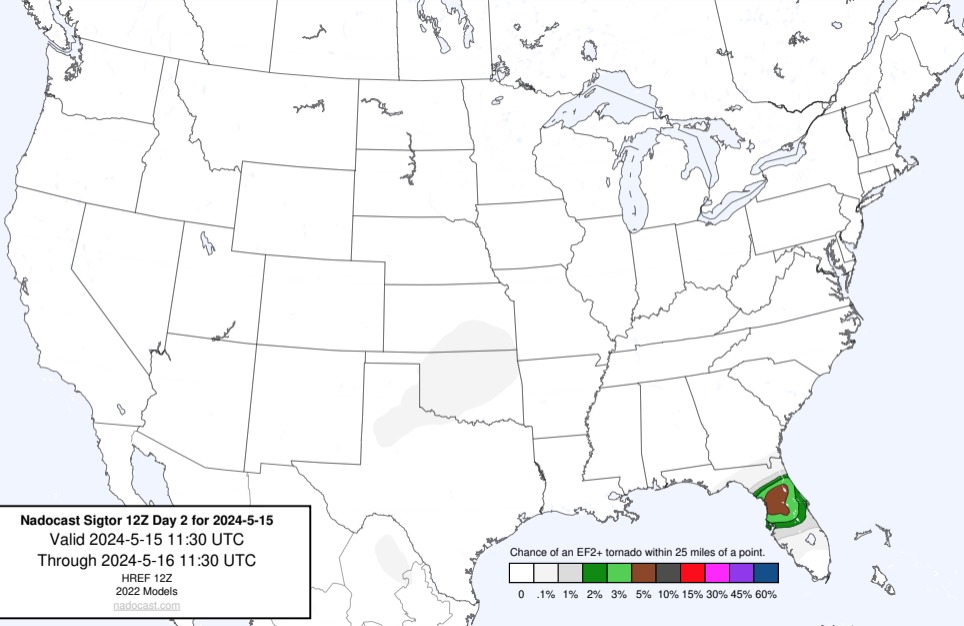 Nadocast Sigtor 12Z Day 2 for 2024-5-15
Valid 2024-5-15 11:30 UTC
Through 2024-5-16 11:30 UTC
HREF 12Z
2022 Models
nadocast.com
Chance of an EF2+ tornado within 25 miles of a point.
0 .1% 1% 2% 3% 5% 10% 15% 30% 45% 60%